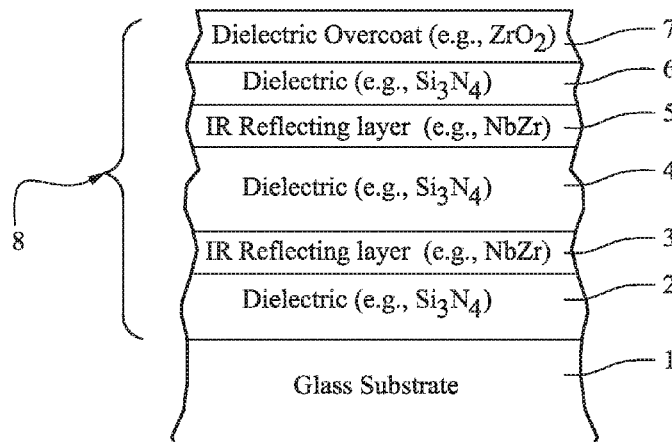 Dielectric Overcoat (e.g., ZrO2)
7
Dielectric (e.g., Si3N4)
6
IR Reflecting layer (e.g., NbZr)
5
Dielectric (e.g., Si3N4)
4
IR Reflecting layer (e.g., NbZr)
3
Dielectric (e.g., Si3N4)
2
Glass Substrate
1
8